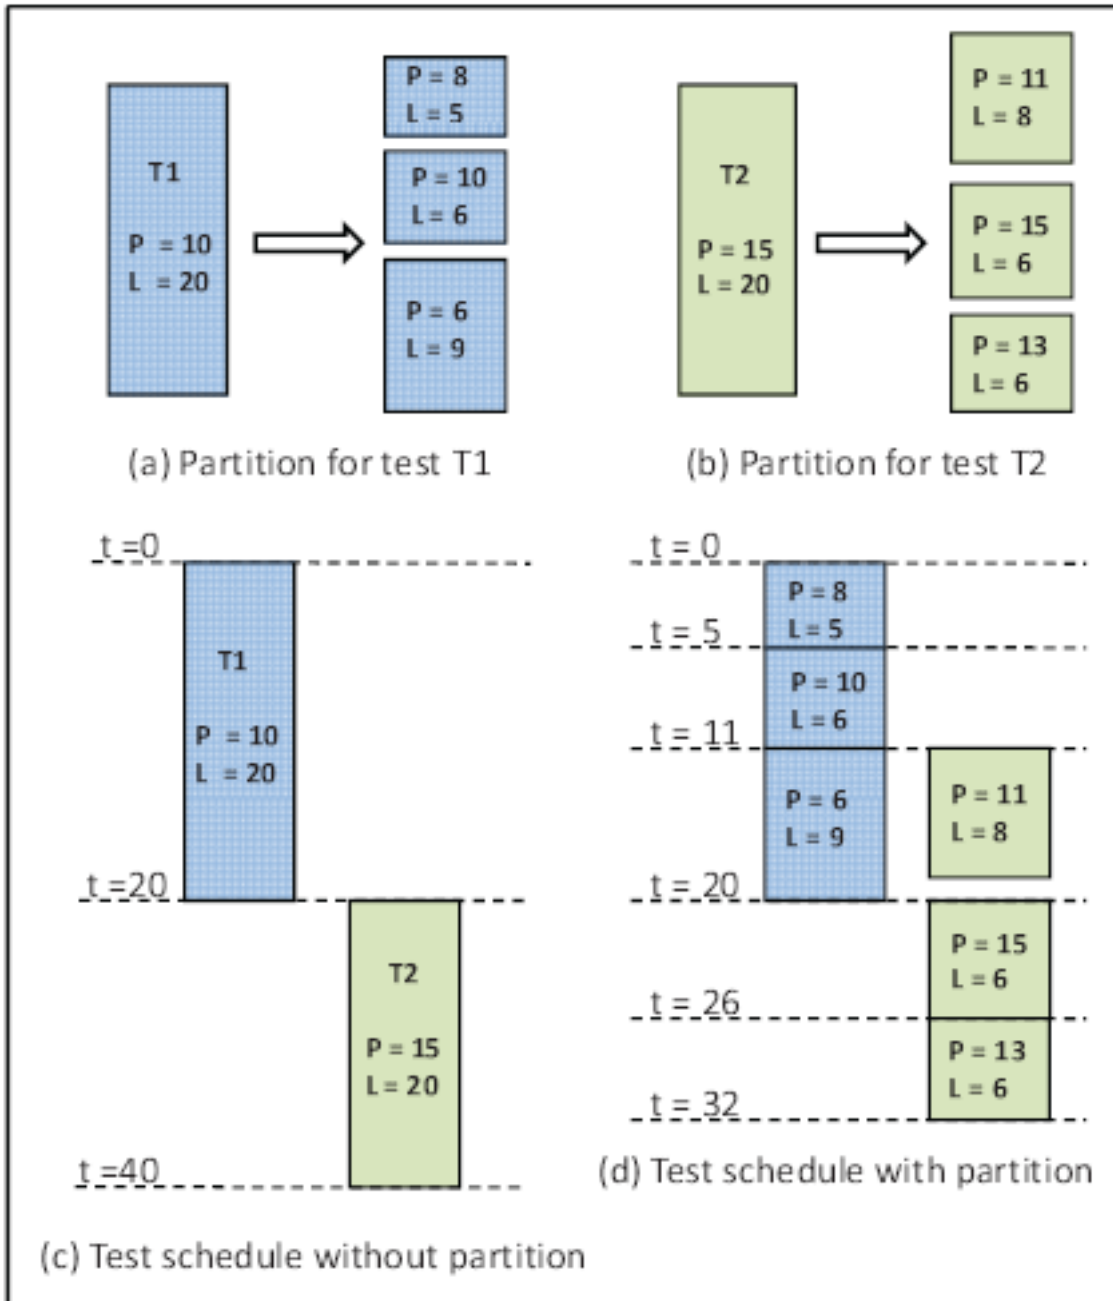 T1
P = 10
L = 20
P = 8
L = 5
P = 10
L = 6
P = 6
L = 9
(a) Partition for test T1
T2
P = 15
L = 20
P = 11
L = 8
P = 15
L = 6
P = 13
L = 6
(b) Partition for test T2
t =0
T1
P = 10
L = 20
t=20
T2
P = 15
L = 20
t =40
(c) Test schedule without partition
t = 0
P = 8
L = 5
t = 5
P = 10
L = 6
t = 11
P = 6
L = 9
P = 11
L = 8
t = 20
P = 15
L = 6
t = 26
P = 13
L = 6
t = 32
(d) Test schedule with partition